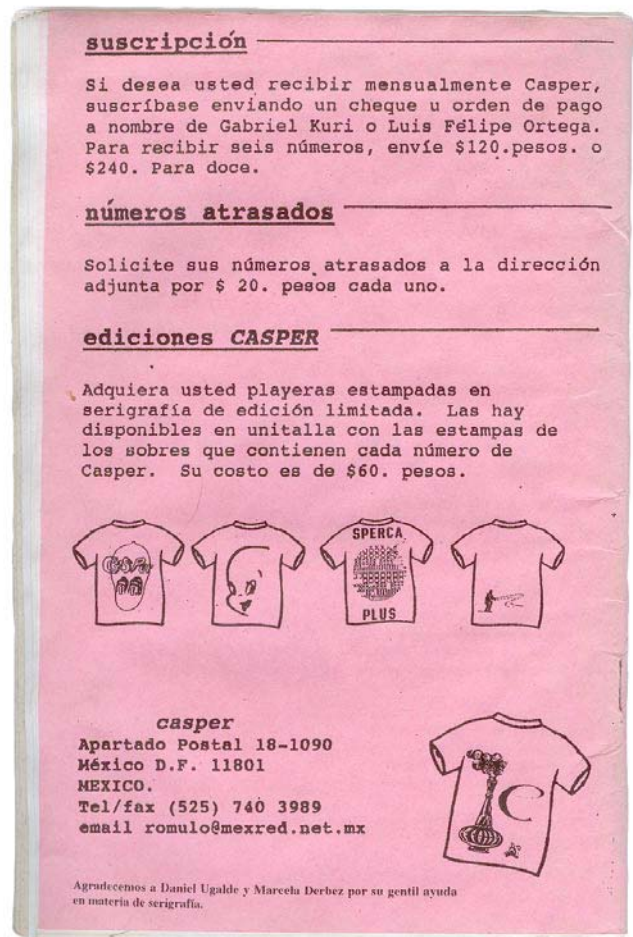 suscripción
Si desea usted recibir mensualmente Casper,
suscríbase enviando un cheque u orden de pago
a nombre de Gabriel Kuri o Luis Felipe Ortega.
Para recibir seis números, envíe $120.pesos. o
$240. Para doce.
números atrasados
Solicite sus números atrasados a la dirección
adjunta por $ 20. pesos cada uno.
ediciones CASPER
Adquiera usted playeras estampadas en
serigrafía de edición limitada. Las hay
disponibles en unitalla con las estampas de
los sobres que contienen cada número de
Casper. Su costo es de $60. pesos.
SPERCA
PLUS
casper
Apartado Postal 18-1090
México D.F. 11801
MEXICO.
Tel/fax (525) 740 3989
email romulo@mexred.net.mx
C
Agradecemos a Daniel Ugalde y Marcela Derbez por su gentil ayuda
en materia de serigrafía.